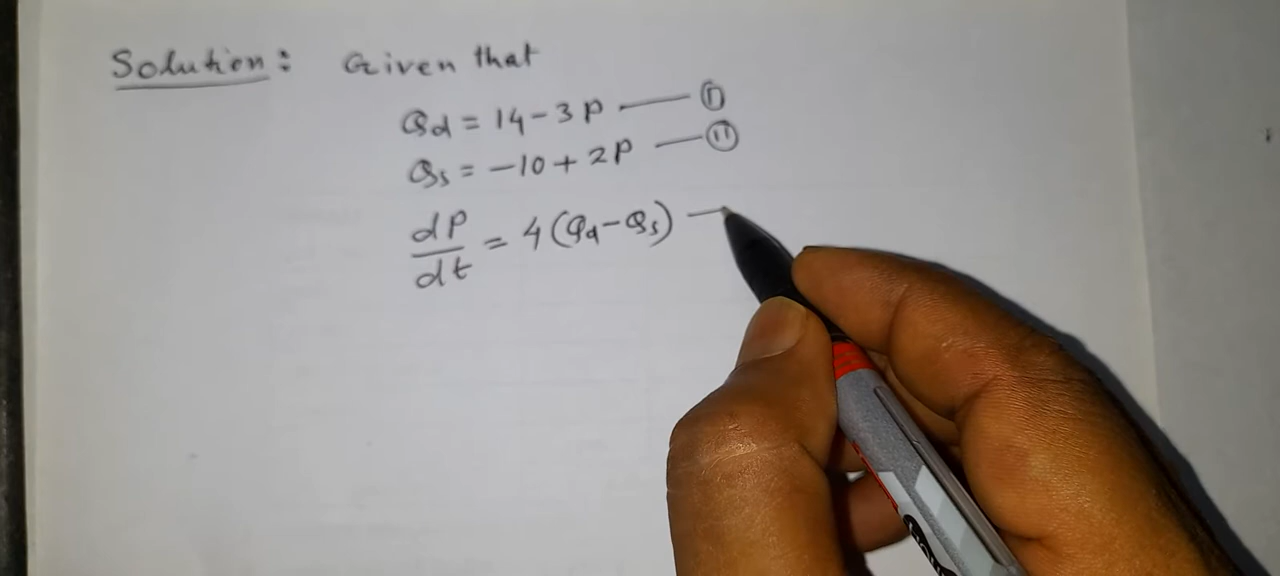 Solution: Given that
Qd = 14 - 3P — (I)
Qs = -10 + 2P — (II)
dP/dt = 4(Qd - Qs) —